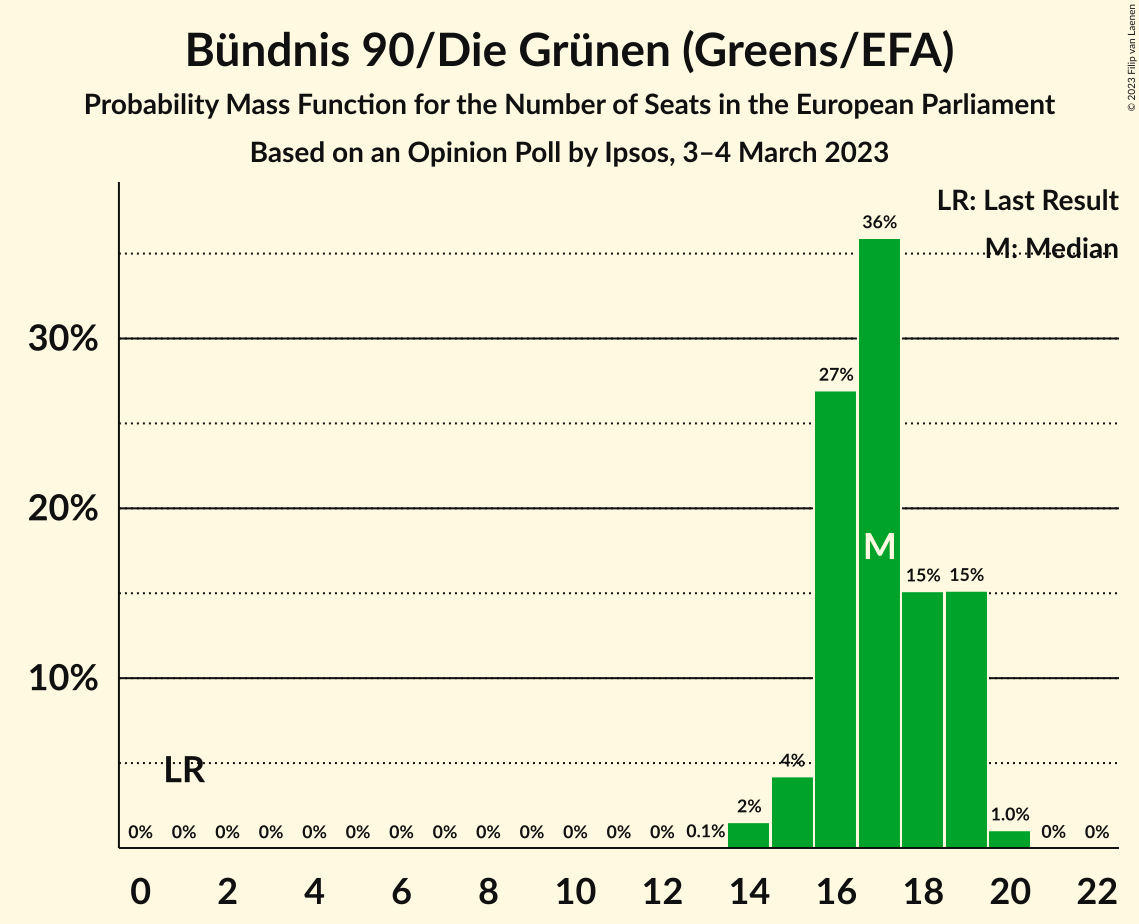 Bündnis 90/Die Grünen (Greens/EFA)
Probability Mass Function for the Number of Seats in the European Parliament
Based on an Opinion Poll by Ipsos, 3–4 March 2023
© 2023 Filip van Laenen
LR: Last Result
M: Median
36%
30%
27%
20%
M
15% 15%
10%
LR
4%
2%
1.0%
0% 0% 0% 0% 0% 0% 0% 0% 0% 0% 0% 0% 0% 0.1% 0% 0%
0 2 4 6 8 10 12 14 16 18 20 22